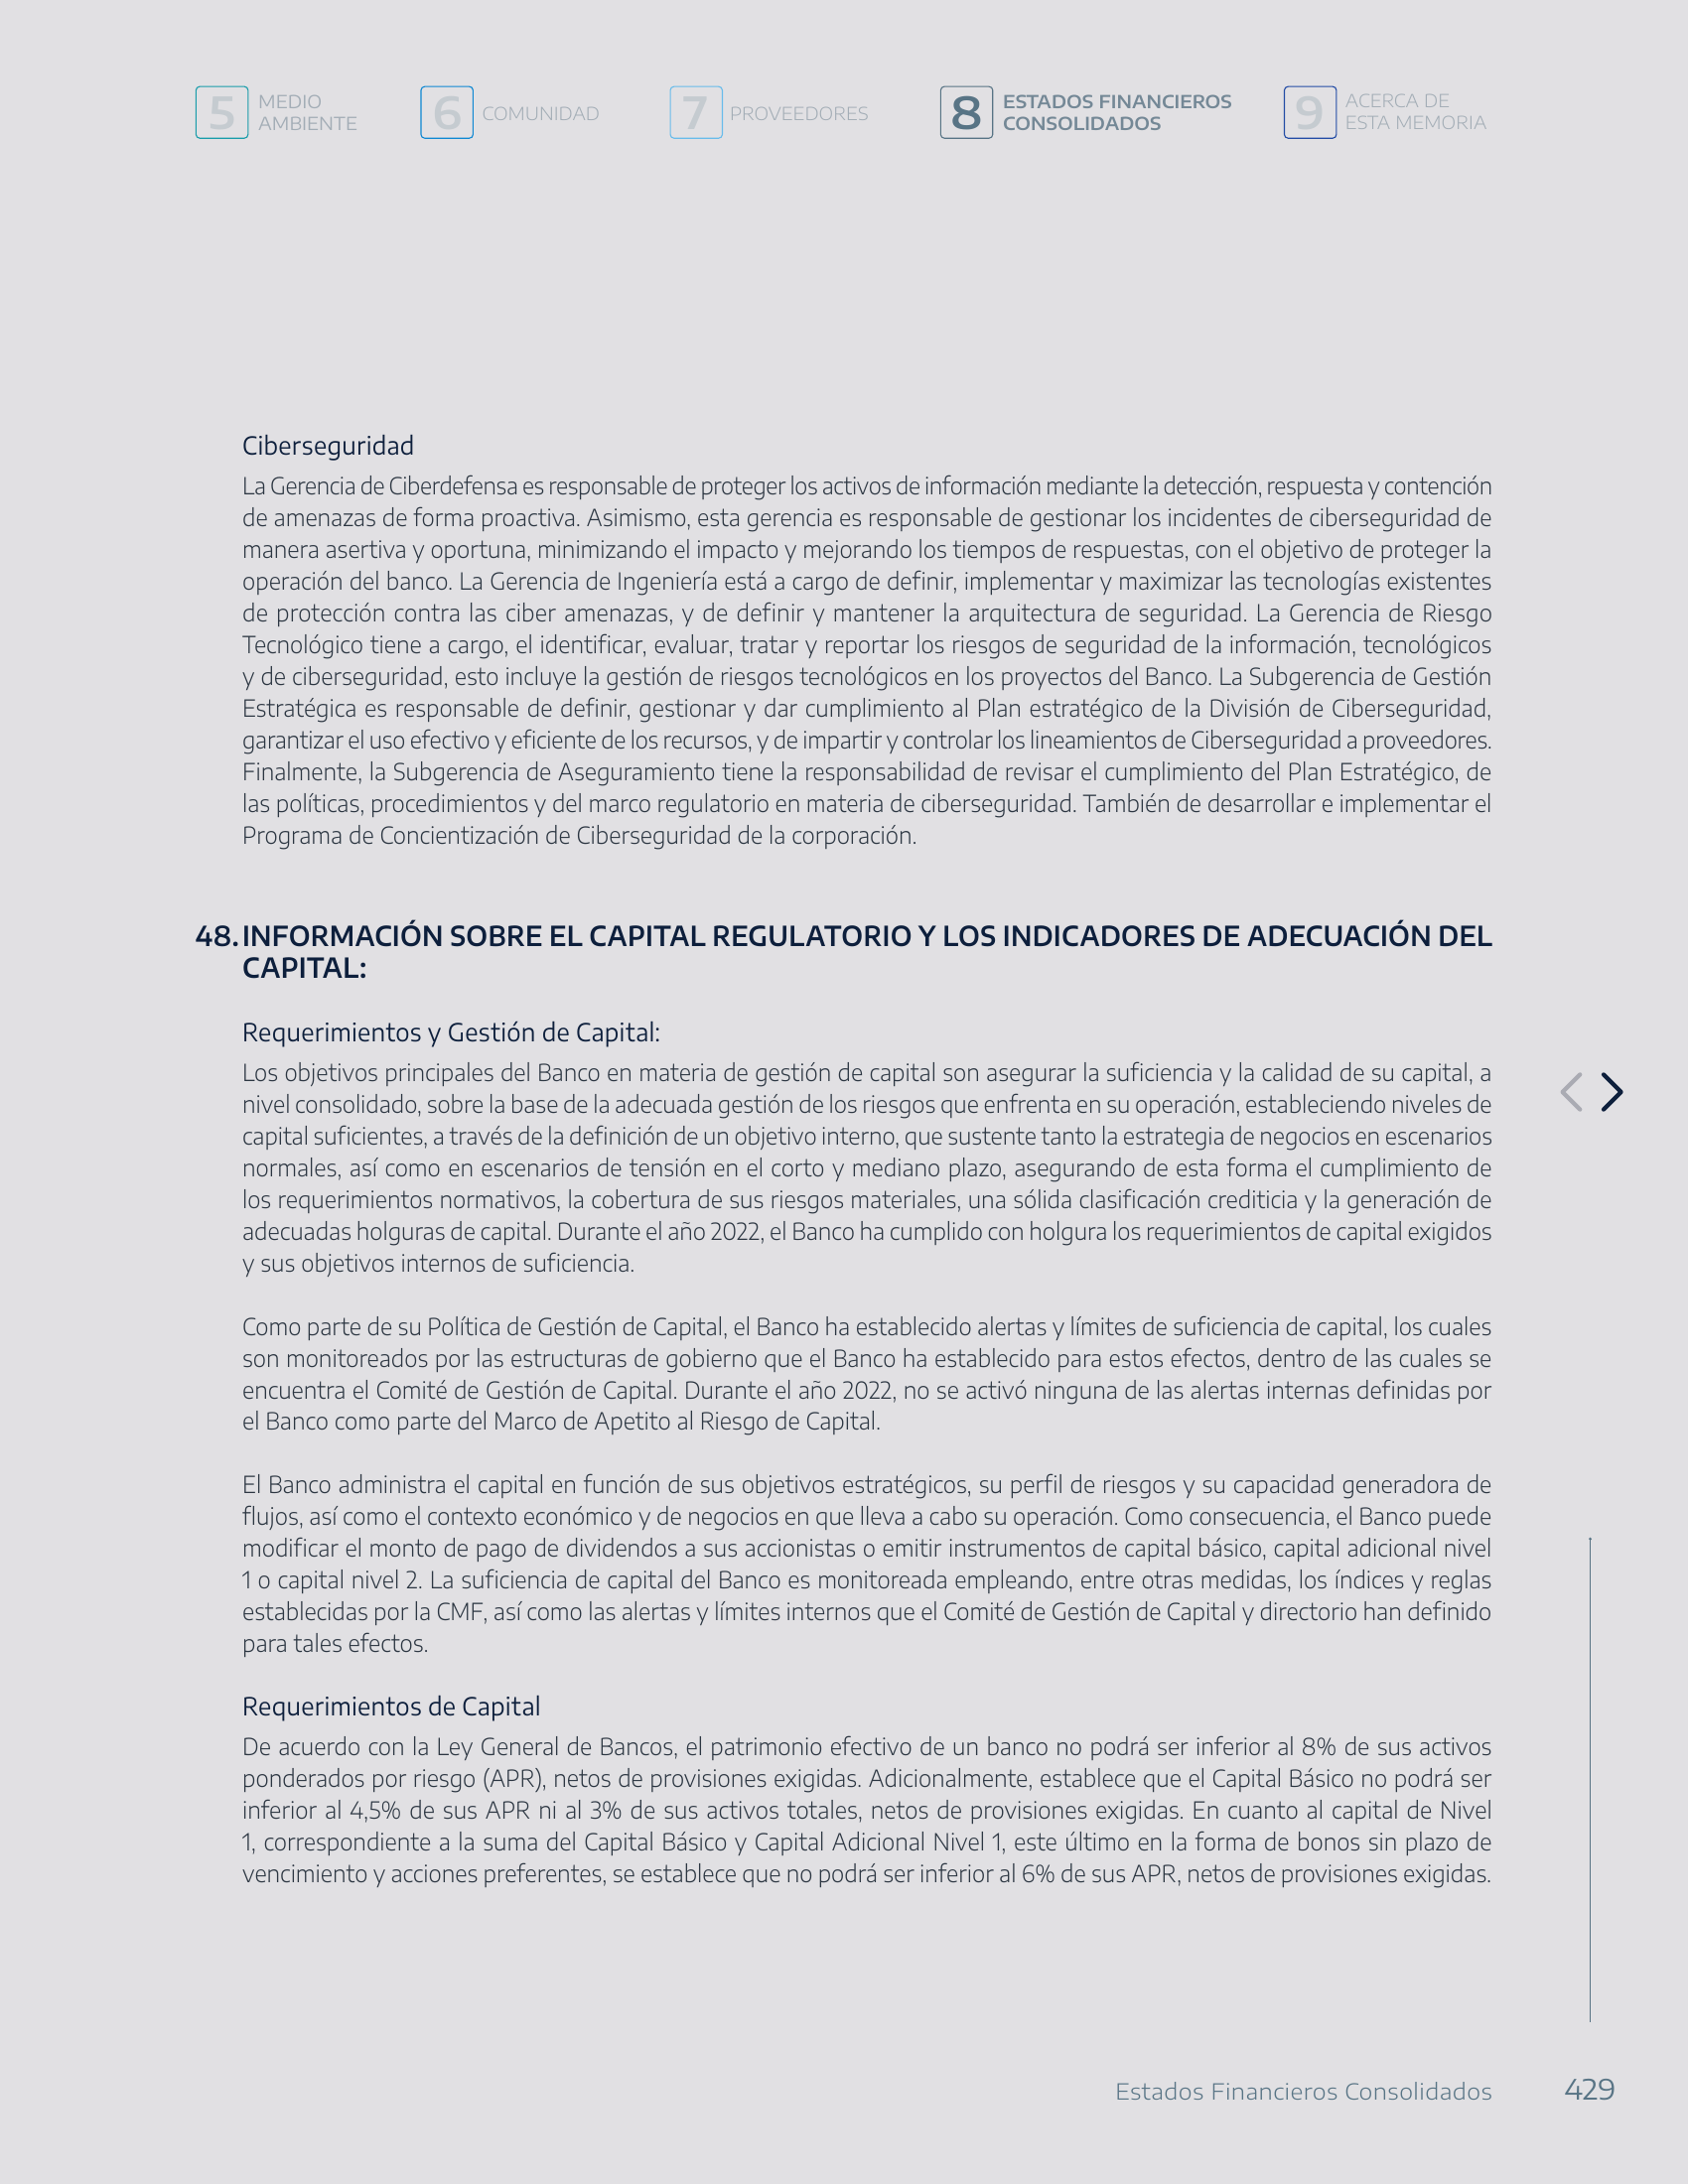 5 MEDIO AMBIENTE
6 COMUNIDAD
7 PROVEEDORES
8 ESTADOS FINANCIEROS CONSOLIDADOS
9 ACERCA DE ESTA MEMORIA
Ciberseguridad
La Gerencia de Ciberdefensa es responsable de proteger los activos de información mediante la detección, respuesta y contención
de amenazas de forma proactiva. Asimismo, esta gerencia es responsable de gestionar los incidentes de ciberseguridad de
manera asertiva y oportuna, minimizando el impacto y mejorando los tiempos de respuestas, con el objetivo de proteger la
operación del banco. La Gerencia de Ingeniería está a cargo de definir, implementar y maximizar las tecnologías existentes
de protección contra las ciber amenazas, y de definir y mantener la arquitectura de seguridad. La Gerencia de Riesgo
Tecnológico tiene a cargo, el identificar, evaluar, tratar y reportar los riesgos de seguridad de la información, tecnológicos
y de ciberseguridad, esto incluye la gestión de riesgos tecnológicos en los proyectos del Banco. La Subgerencia de Gestión
Estratégica es responsable de definir, gestionar y dar cumplimiento al Plan estratégico de la División de Ciberseguridad,
garantizar el uso efectivo y eficiente de los recursos, y de impartir y controlar los lineamientos de Ciberseguridad a proveedores.
Finalmente, la Subgerencia de Aseguramiento tiene la responsabilidad de revisar el cumplimiento del Plan Estratégico, de
las políticas, procedimientos y del marco regulatorio en materia de ciberseguridad. También de desarrollar e implementar el
Programa de Concientización de Ciberseguridad de la corporación.
48. INFORMACIÓN SOBRE EL CAPITAL REGULATORIO Y LOS INDICADORES DE ADECUACIÓN DEL
CAPITAL:
Requerimientos y Gestión de Capital:
Los objetivos principales del Banco en materia de gestión de capital son asegurar la suficiencia y la calidad de su capital, a
nivel consolidado, sobre la base de la adecuada gestión de los riesgos que enfrenta en su operación, estableciendo niveles de
capital suficientes, a través de la definición de un objetivo interno, que sustente tanto la estrategia de negocios en escenarios
normales, así como en escenarios de tensión en el corto y mediano plazo, asegurando de esta forma el cumplimiento de
los requerimientos normativos, la cobertura de sus riesgos materiales, una sólida clasificación crediticia y la generación de
adecuadas holguras de capital. Durante el año 2022, el Banco ha cumplido con holgura los requerimientos de capital exigidos
y sus objetivos internos de suficiencia.
Como parte de su Política de Gestión de Capital, el Banco ha establecido alertas y límites de suficiencia de capital, los cuales
son monitoreados por las estructuras de gobierno que el Banco ha establecido para estos efectos, dentro de las cuales se
encuentra el Comité de Gestión de Capital. Durante el año 2022, no se activó ninguna de las alertas internas definidas por
el Banco como parte del Marco de Apetito al Riesgo de Capital.
El Banco administra el capital en función de sus objetivos estratégicos, su perfil de riesgos y su capacidad generadora de
flujos, así como el contexto económico y de negocios en que lleva a cabo su operación. Como consecuencia, el Banco puede
modificar el monto de pago de dividendos a sus accionistas o emitir instrumentos de capital básico, capital adicional nivel
1 o capital nivel 2. La suficiencia de capital del Banco es monitoreada empleando, entre otras medidas, los índices y reglas
establecidas por la CMF, así como las alertas y límites internos que el Comité de Gestión de Capital y directorio han definido
para tales efectos.
Requerimientos de Capital
De acuerdo con la Ley General de Bancos, el patrimonio efectivo de un banco no podrá ser inferior al 8% de sus activos
ponderados por riesgo (APR), netos de provisiones exigidas. Adicionalmente, establece que el Capital Básico no podrá ser
inferior al 4,5% de sus APR ni al 3% de sus activos totales, netos de provisiones exigidas. En cuanto al capital de Nivel
1, correspondiente a la suma del Capital Básico y Capital Adicional Nivel 1, este último en la forma de bonos sin plazo de
vencimiento y acciones preferentes, se establece que no podrá ser inferior al 6% de sus APR, netos de provisiones exigidas.
Estados Financieros Consolidados 429